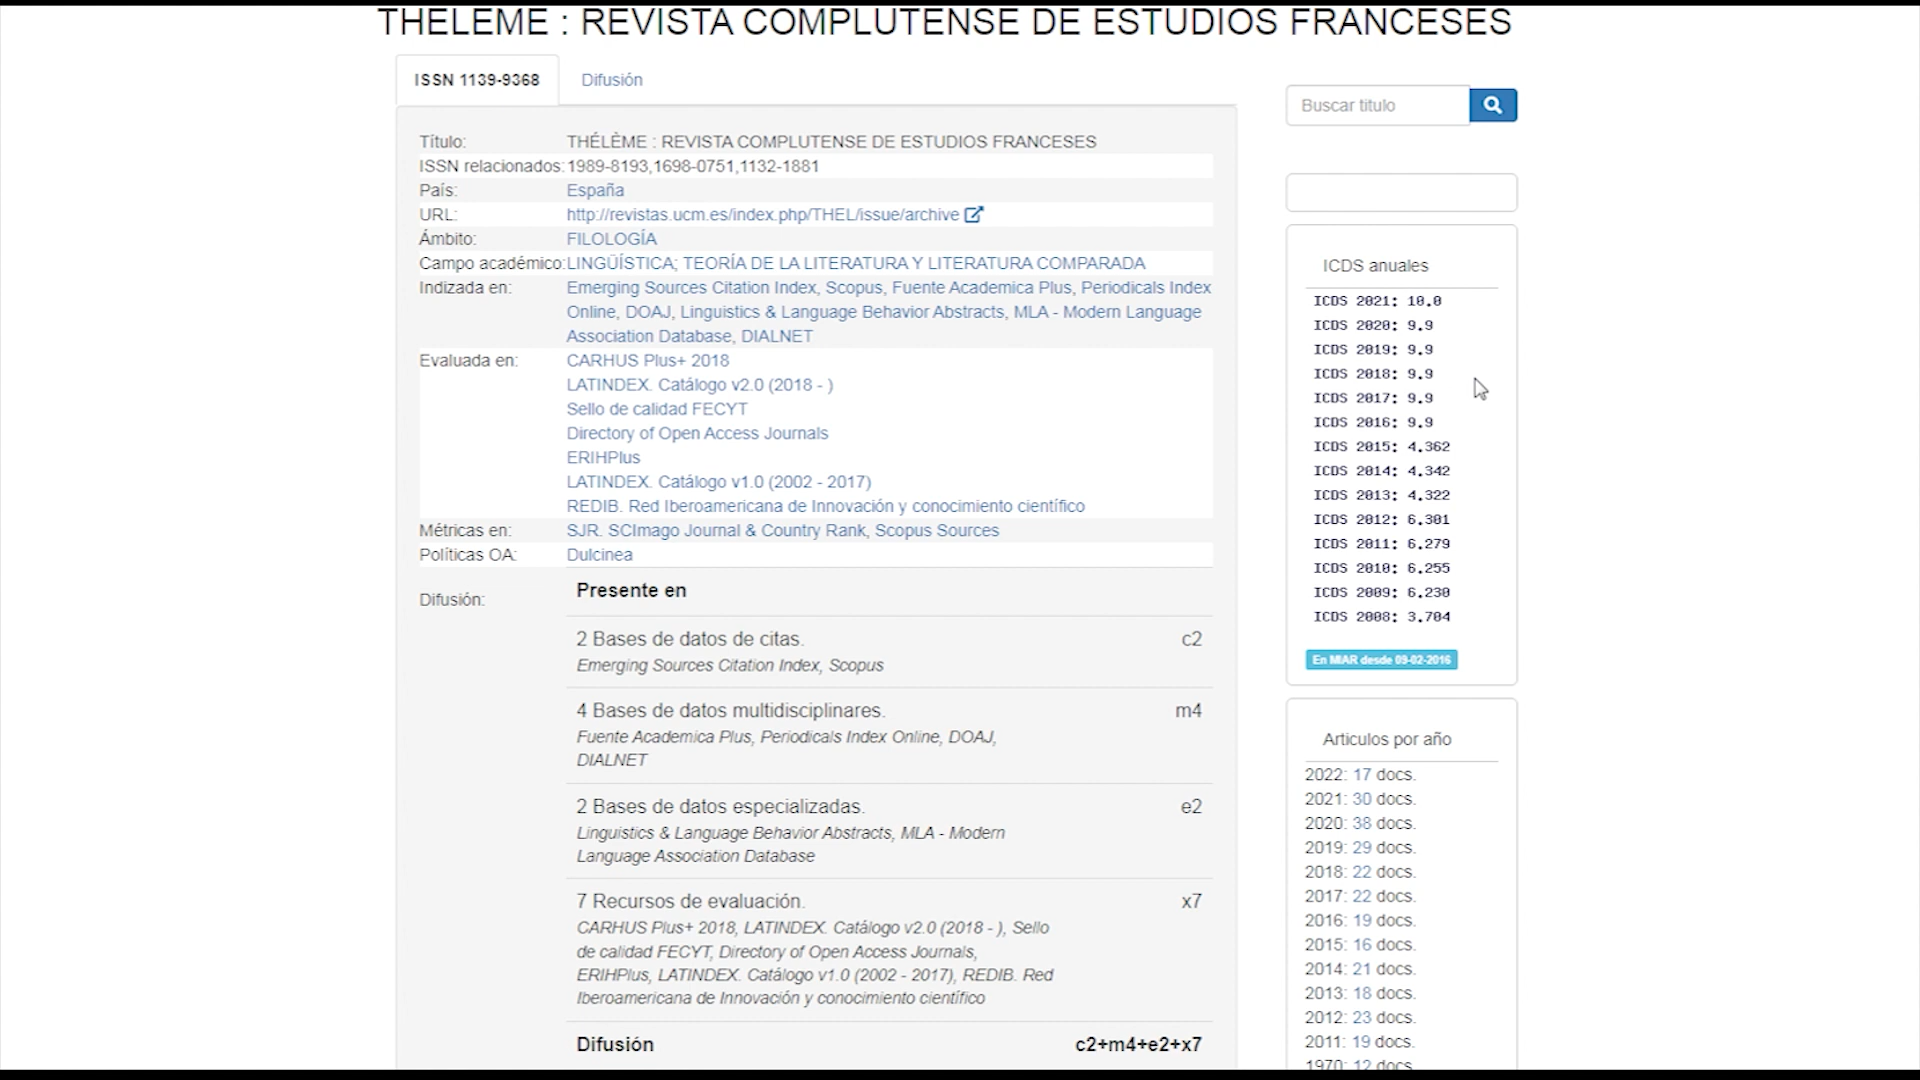 THÉLÈME : REVISTA COMPLUTENSE DE ESTUDIOS FRANCESES
ISSN 1139-9368
Difusión
Título: THÉLÈME : REVISTA COMPLUTENSE DE ESTUDIOS FRANCESES
ISSN relacionados: 1989-8193,1698-0751,1132-1881
País: España
URL: http://revistas.ucm.es/index.php/THEL/issue/archive
Ámbito: FILOLOGÍA
Campo académico: LINGÜÍSTICA; TEORÍA DE LA LITERATURA Y LITERATURA COMPARADA
Indizada en: Emerging Sources Citation Index, Scopus, Fuente Academica Plus, Periodicals Index
Online, DOAJ, Linguistics & Language Behavior Abstracts, MLA - Modern Language
Association Database, DIALNET
Evaluada en: CARHUS Plus+ 2018
LATINDEX. Catálogo v2.0 (2018 - )
Sello de calidad FECYT
Directory of Open Access Journals
ERIHPlus
LATINDEX. Catálogo v1.0 (2002 - 2017)
REDIB. Red Iberoamericana de Innovación y conocimiento científico
Métricas en: SJR. SCImago Journal & Country Rank, Scopus Sources
Políticas OA: Dulcinea
Difusión:
Presente en
2 Bases de datos de citas. c2
Emerging Sources Citation Index, Scopus
4 Bases de datos multidisciplinares. m4
Fuente Academica Plus, Periodicals Index Online, DOAJ,
DIALNET
2 Bases de datos especializadas. e2
Linguistics & Language Behavior Abstracts, MLA - Modern
Language Association Database
7 Recursos de evaluación. x7
CARHUS Plus+ 2018, LATINDEX. Catálogo v2.0 (2018 - ), Sello
de calidad FECYT, Directory of Open Access Journals,
ERIHPlus, LATINDEX. Catálogo v1.0 (2002 - 2017), REDIB. Red
Iberoamericana de Innovación y conocimiento científico
Difusión c2+m4+e2+x7
Buscar título
ICDS anuales
ICDS 2021: 10.0
ICDS 2020: 9.9
ICDS 2019: 9.9
ICDS 2018: 9.9
ICDS 2017: 9.9
ICDS 2016: 9.9
ICDS 2015: 4.362
ICDS 2014: 4.342
ICDS 2013: 4.322
ICDS 2012: 6.301
ICDS 2011: 6.279
ICDS 2010: 6.255
ICDS 2009: 6.230
ICDS 2008: 3.704
En MIAR desde 09-02-2016
Articulos por año
2022: 17 docs.
2021: 30 docs.
2020: 38 docs.
2019: 29 docs.
2018: 22 docs.
2017: 22 docs.
2016: 19 docs.
2015: 16 docs.
2014: 21 docs.
2013: 18 docs.
2012: 23 docs.
2011: 19 docs.
1970: 12 docs.